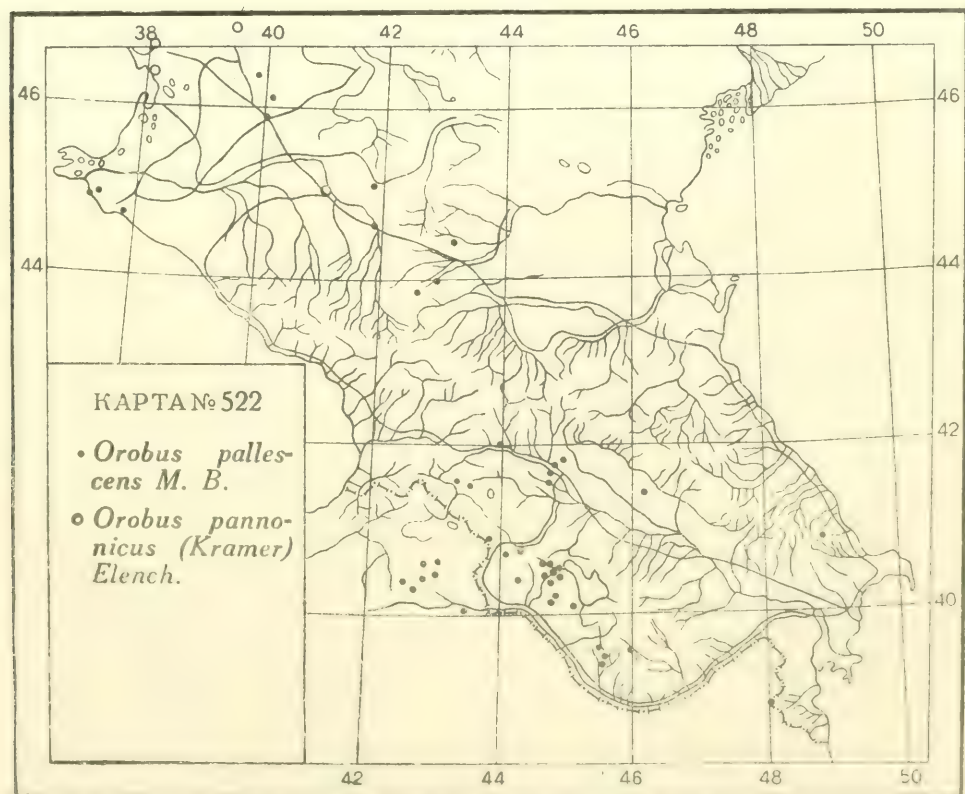 38 40 42 44 46 48 50
46 46
44 44
КАРТА № 522
• Orobus palles-
cens M. B.
42
o Orobus panno-
nicus (Kramer)
Elench.
40
42 44 46 48 50